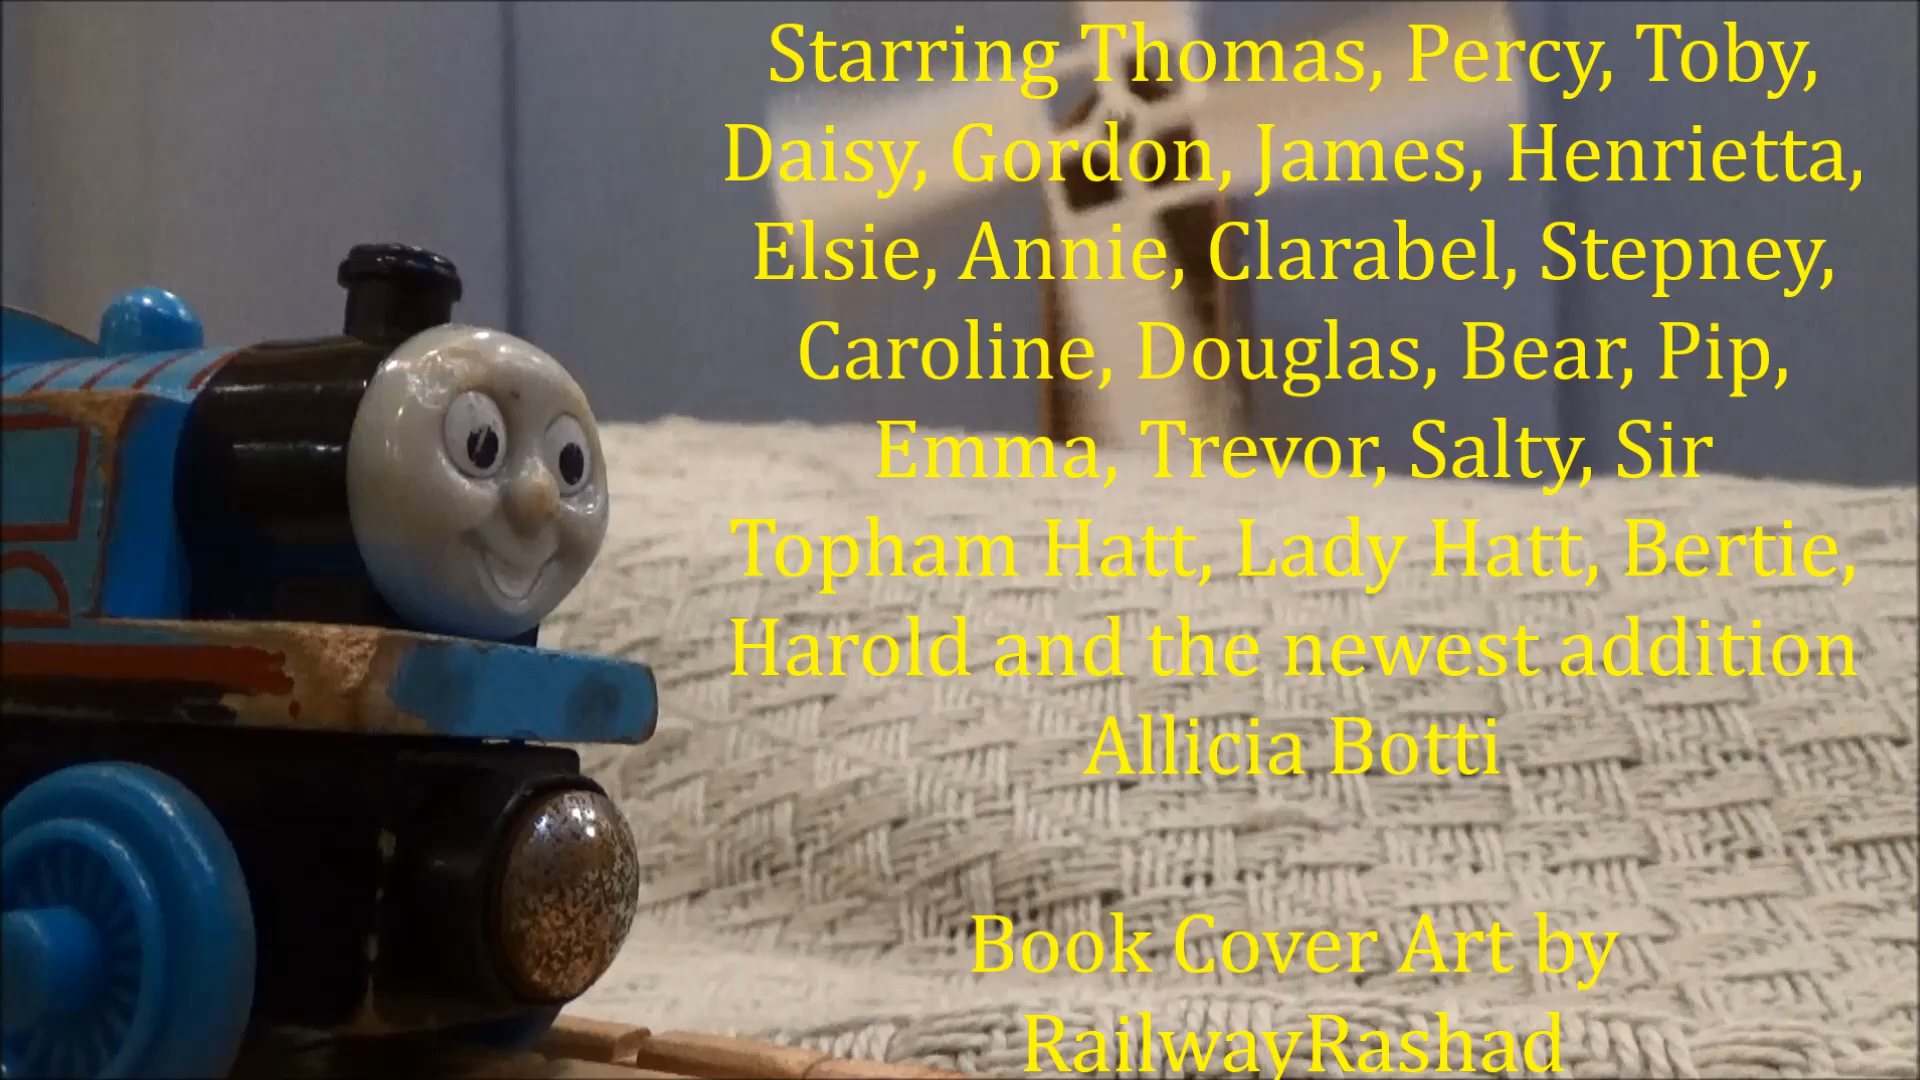 Starring Thomas, Percy, Toby,
Daisy, Gordon, James, Henrietta,
Elsie, Annie, Clarabel, Stepney,
Caroline, Douglas, Bear, Pip,
Emma, Trevor, Salty, Sir
Topham Hatt, Lady Hatt, Bertie,
Harold and the newest addition
Allicia Botti
Book Cover Art by
RailwayRashad